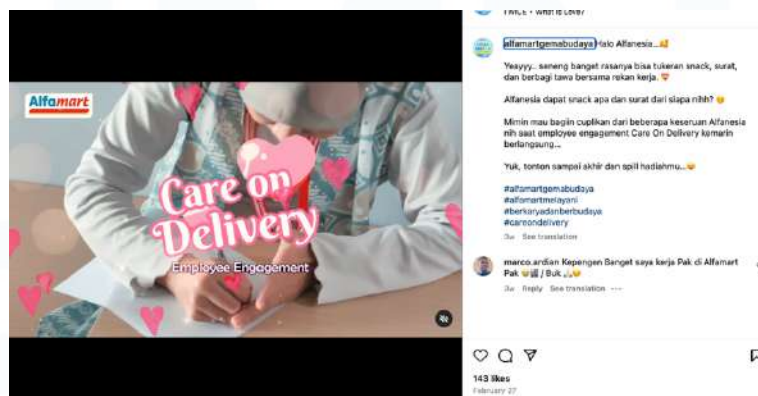 TWICE • What is Love?
Alfamart
Care on
Delivery
Employee Engagement
alfamartgemabudaya Halo Alfanesia...🥰
Yesyyy.. seneng banget rasanya bisa tukeran snack, surat,
dan berbagi tawa bersama rekan kerja.
Alfanesia dapat snack apa dan surat dari siapa nihh?
Mimin mau bagiin cuplikan dari beberapa keseruan Alfanesia
nih saat employee engagement Care On Delivery kemarin
berlangsung...
Yuk, tonton sampai akhir dan spill hadiahmu...
#alfamartgemabudaya
#alfamartmelayani
#berkaryadanberbudaya
#careondelivery
3w See translation
marco.ardian Kepengen Banget saya kerja Pak di Alfamart
Pak / Buk
3w Reply See translation ...
143 likes
February 27